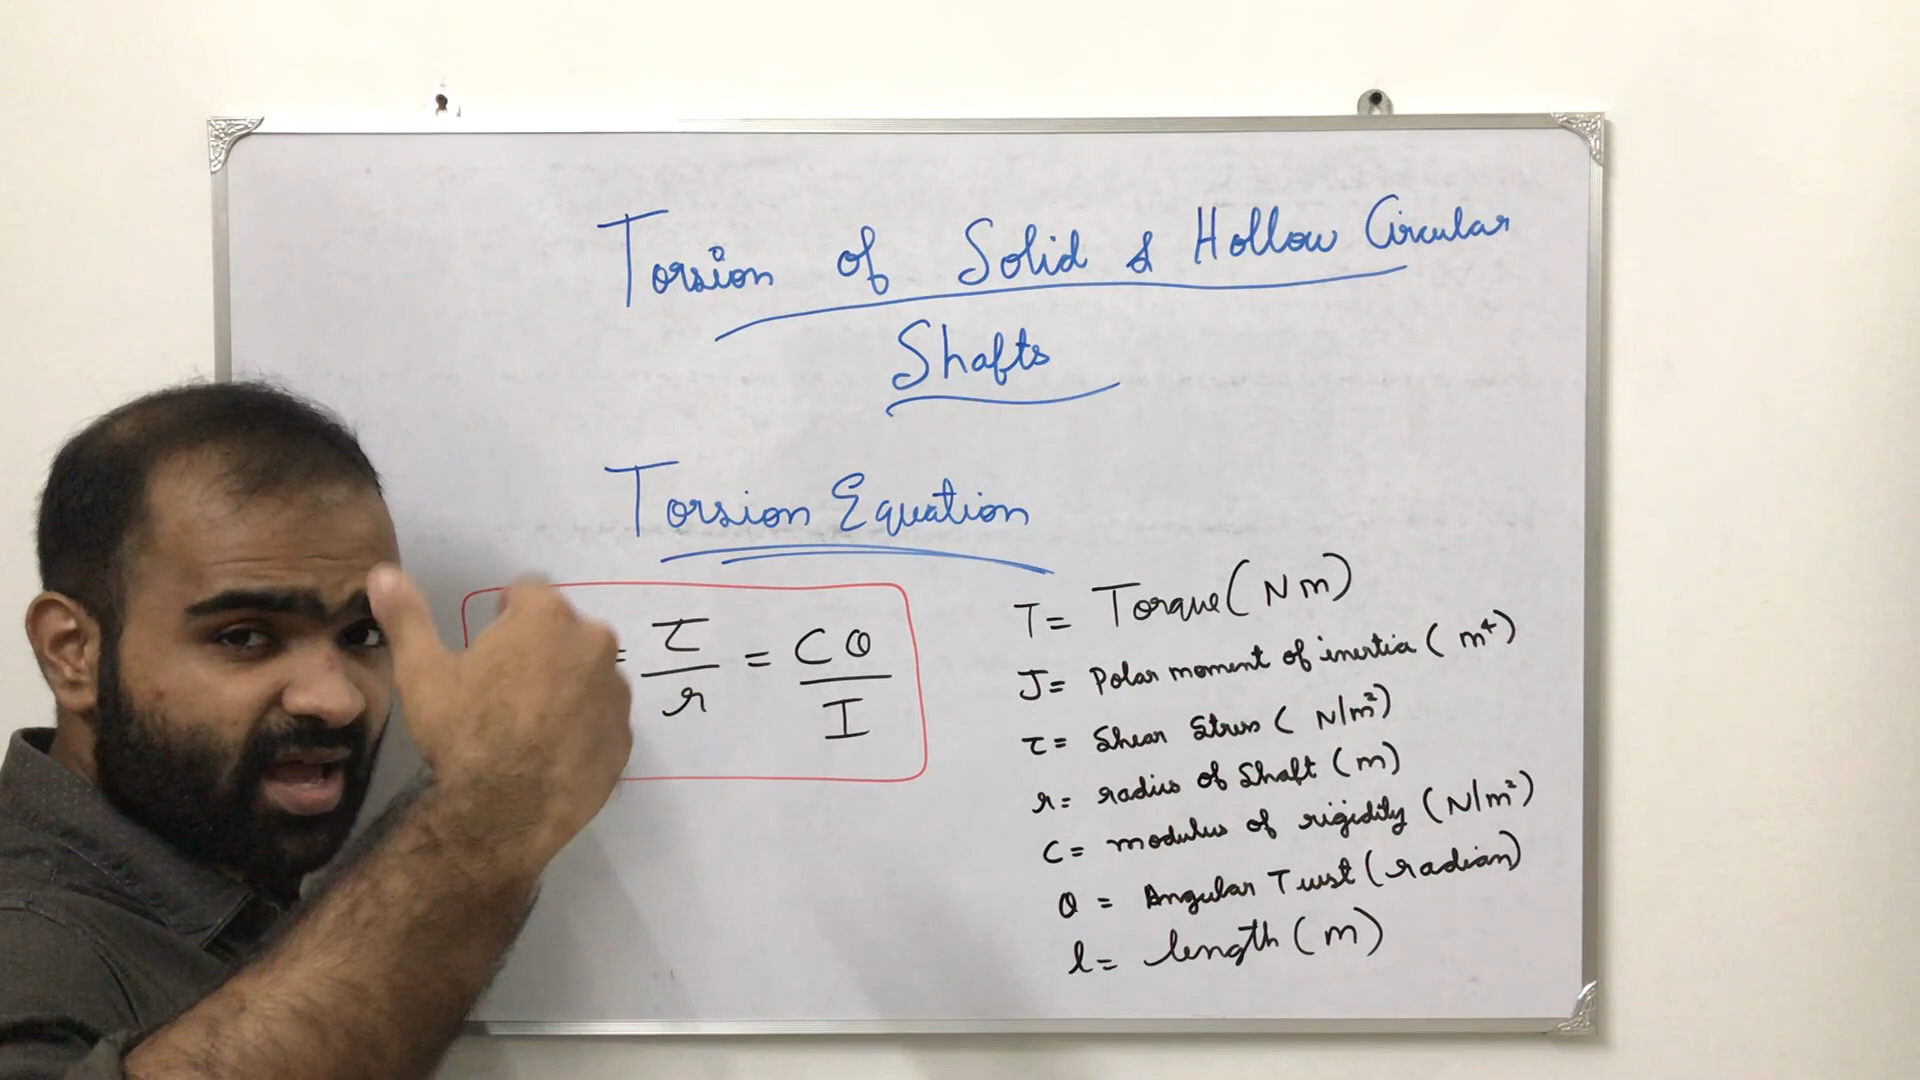 Torsion of Solid & Hollow Circular
Shafts
Torsion Equation
= τ/r = Cθ/I
T = Torque (Nm)
J = Polar moment of inertia (m⁴)
τ = Shear Stress (N/m²)
r = radius of Shaft (m)
C = modulus of rigidity (N/m²)
θ = Angular Twist (radian)
l = length (m)